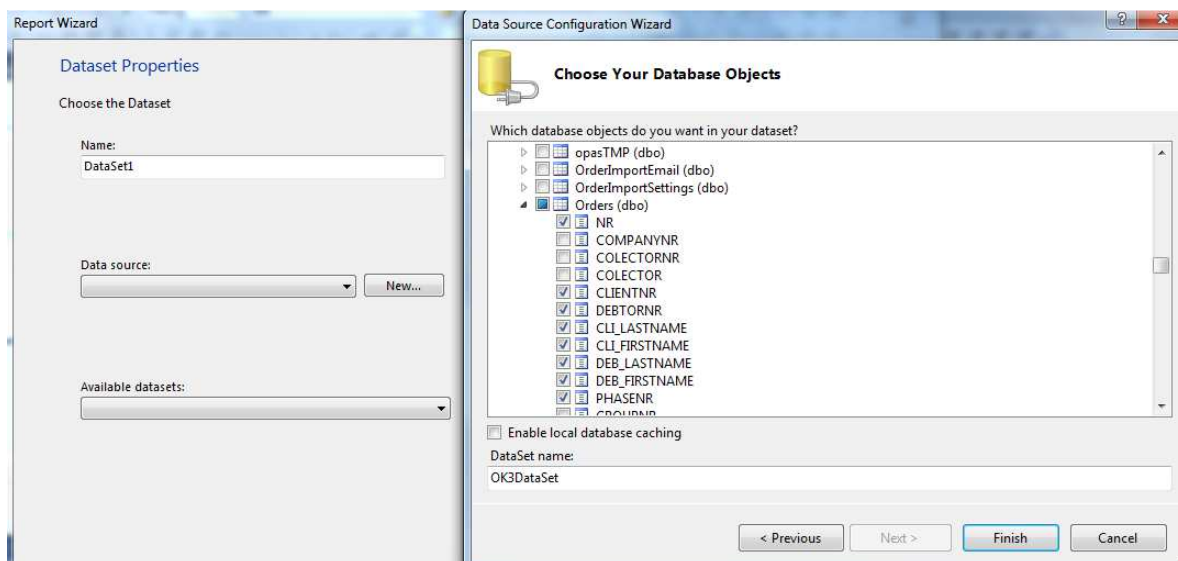 Report Wizard
Dataset Properties
Choose the Dataset
Name:
DataSet1
Data source:
New...
Available datasets:
Data Source Configuration Wizard
Choose Your Database Objects
Which database objects do you want in your dataset?
opasTMP (dbo)
OrderImportEmail (dbo)
OrderImportSettings (dbo)
Orders (dbo)
NR
COMPANYNR
COLECTORNR
COLECTOR
CLIENTNR
DEBTORNR
CLI_LASTNAME
CLI_FIRSTNAME
DEB_LASTNAME
DEB_FIRSTNAME
PHASENR
GROUPNR
Enable local database caching
DataSet name:
OK3DataSet
< Previous
Next >
Finish
Cancel